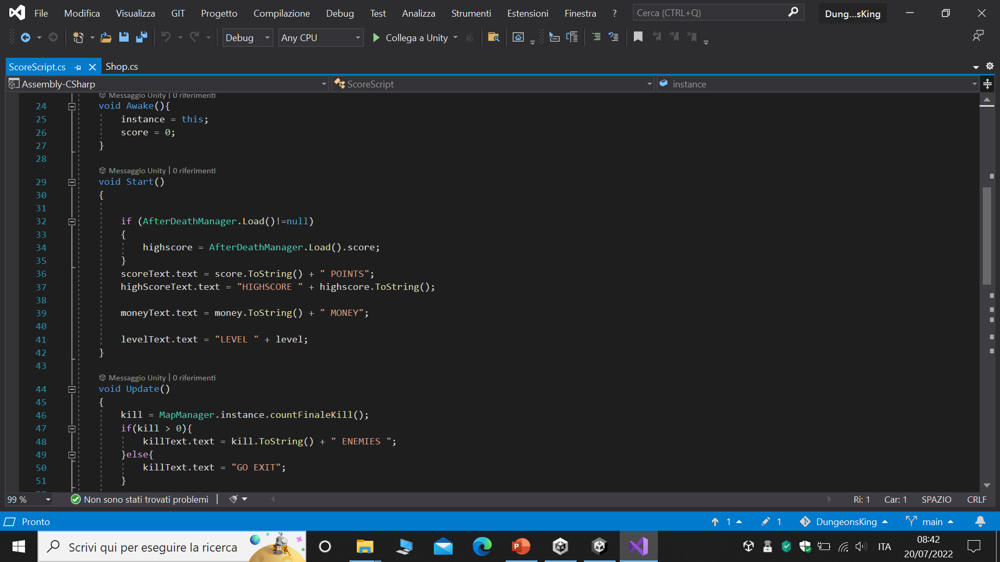 File Modifica Visualizza GIT Progetto Compilazione Debug Test Analizza Strumenti Estensioni Finestra ? Cerca (CTRL+Q) Dung...sKing
Debug Any CPU Collega a Unity
ScoreScript.cs Shop.cs
Assembly-CSharp ScoreScript instance
Messaggio Unity | 0 riferimenti
24 void Awake(){
25 instance = this;
26 score = 0;
27 }
28
Messaggio Unity | 0 riferimenti
29 void Start()
30 {
31
32 if (AfterDeathManager.Load()!=null)
33 {
34 highscore = AfterDeathManager.Load().score;
35 }
36 scoreText.text = score.ToString() + " POINTS";
37 highScoreText.text = "HIGHSCORE " + highscore.ToString();
38
39 moneyText.text = money.ToString() + " MONEY";
40
41 levelText.text = "LEVEL " + level;
42 }
43
Messaggio Unity | 0 riferimenti
44 void Update()
45 {
46 kill = MapManager.instance.countFinaleKill();
47 if(kill > 0){
48 killText.text = kill.ToString() + " ENEMIES ";
49 }else{
50 killText.text = "GO EXIT";
51 }
99 % Non sono stati trovati problemi Ri: 1 Car: 1 SPAZIO CRLF
Pronto 1 1 DungeonsKing main
Scrivi qui per eseguire la ricerca ITA 08:42
20/07/2022